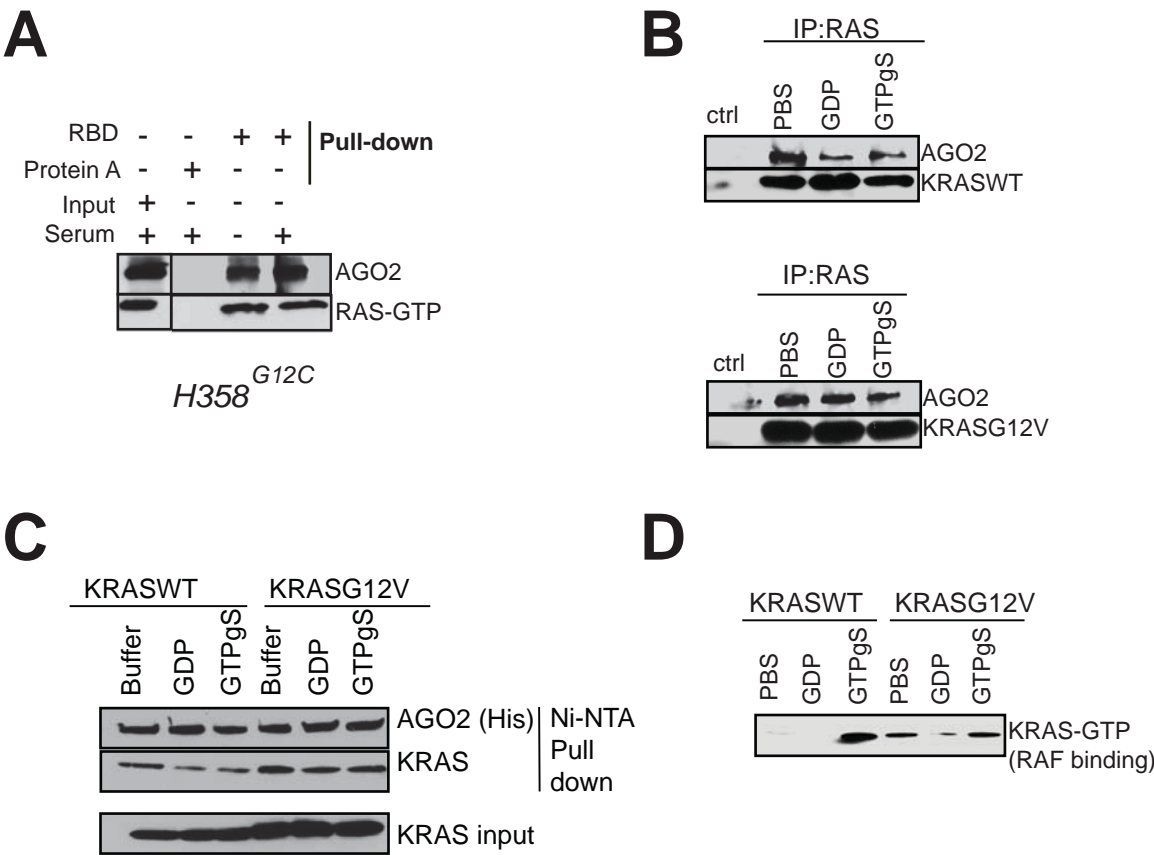 A
RBD - - + + Pull-down
Protein A - + - -
Input + - - -
Serum + + - +
AGO2
RAS-GTP
H358 G12C
B
IP:RAS
ctrl PBS GDP GTPgS
AGO2
KRASWT
IP:RAS
ctrl PBS GDP GTPgS
AGO2
KRASG12V
C
KRASWT KRASG12V
Buffer GDP GTPgS Buffer GDP GTPgS
AGO2 (His) Ni-NTA
Pull
KRAS down
KRAS input
D
KRASWT KRASG12V
PBS GDP GTPgS PBS GDP GTPgS
KRAS-GTP
(RAF binding)